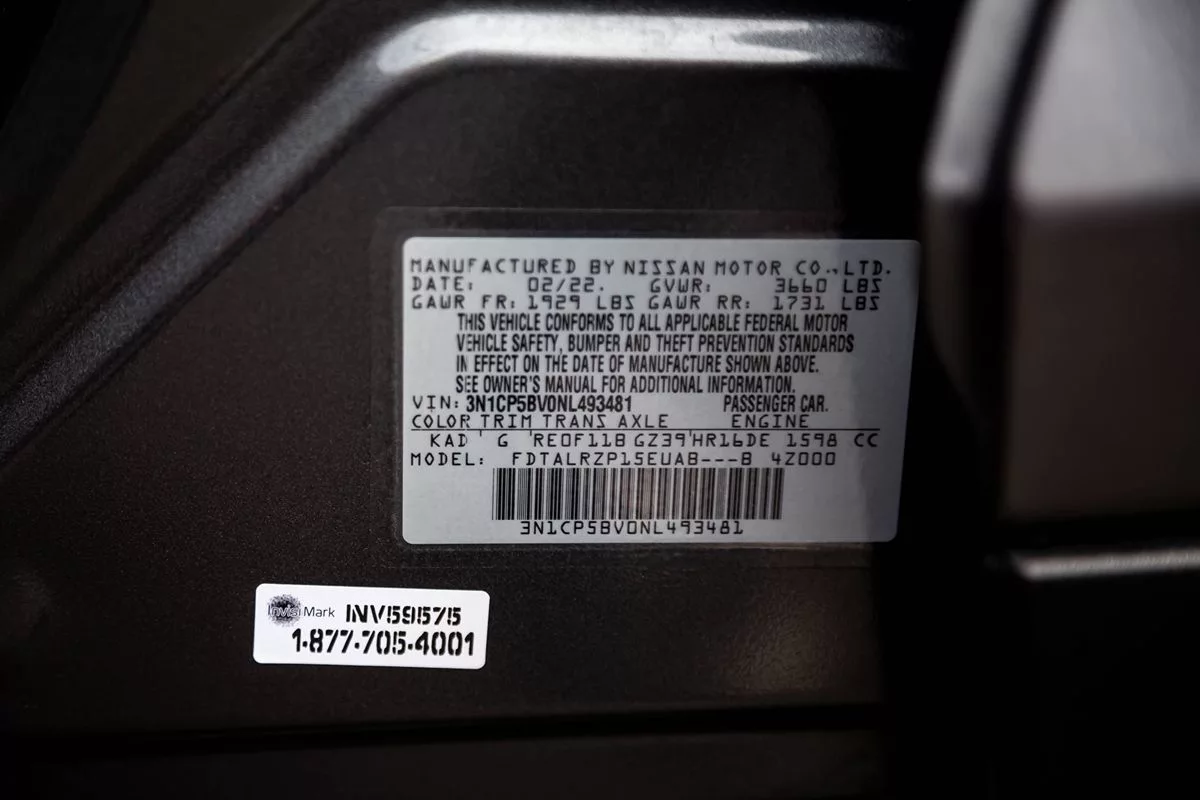 MANUFACTURED BY NISSAN MOTOR CO., LTD.
DATE: 02/22. GVWR: 3660 LBS
GAWR FR: 1929 LBS GAWR RR: 1731 LBS
THIS VEHICLE CONFORMS TO ALL APPLICABLE FEDERAL MOTOR
VEHICLE SAFETY, BUMPER AND THEFT PREVENTION STANDARDS
IN EFFECT ON THE DATE OF MANUFACTURE SHOWN ABOVE.
SEE OWNER'S MANUAL FOR ADDITIONAL INFORMATION.
VIN: 3N1CP5BV0NL493481 PASSENGER CAR.
COLOR TRIM TRANS AXLE ENGINE
KAD ' G 'RE0F11B GZ39'HR16DE 1598 CC
MODEL: FDTALRZP15EUAB---B 4Z000
3N1CP5BV0NL493481
Invisi Mark INV59575
1-877-705-4001